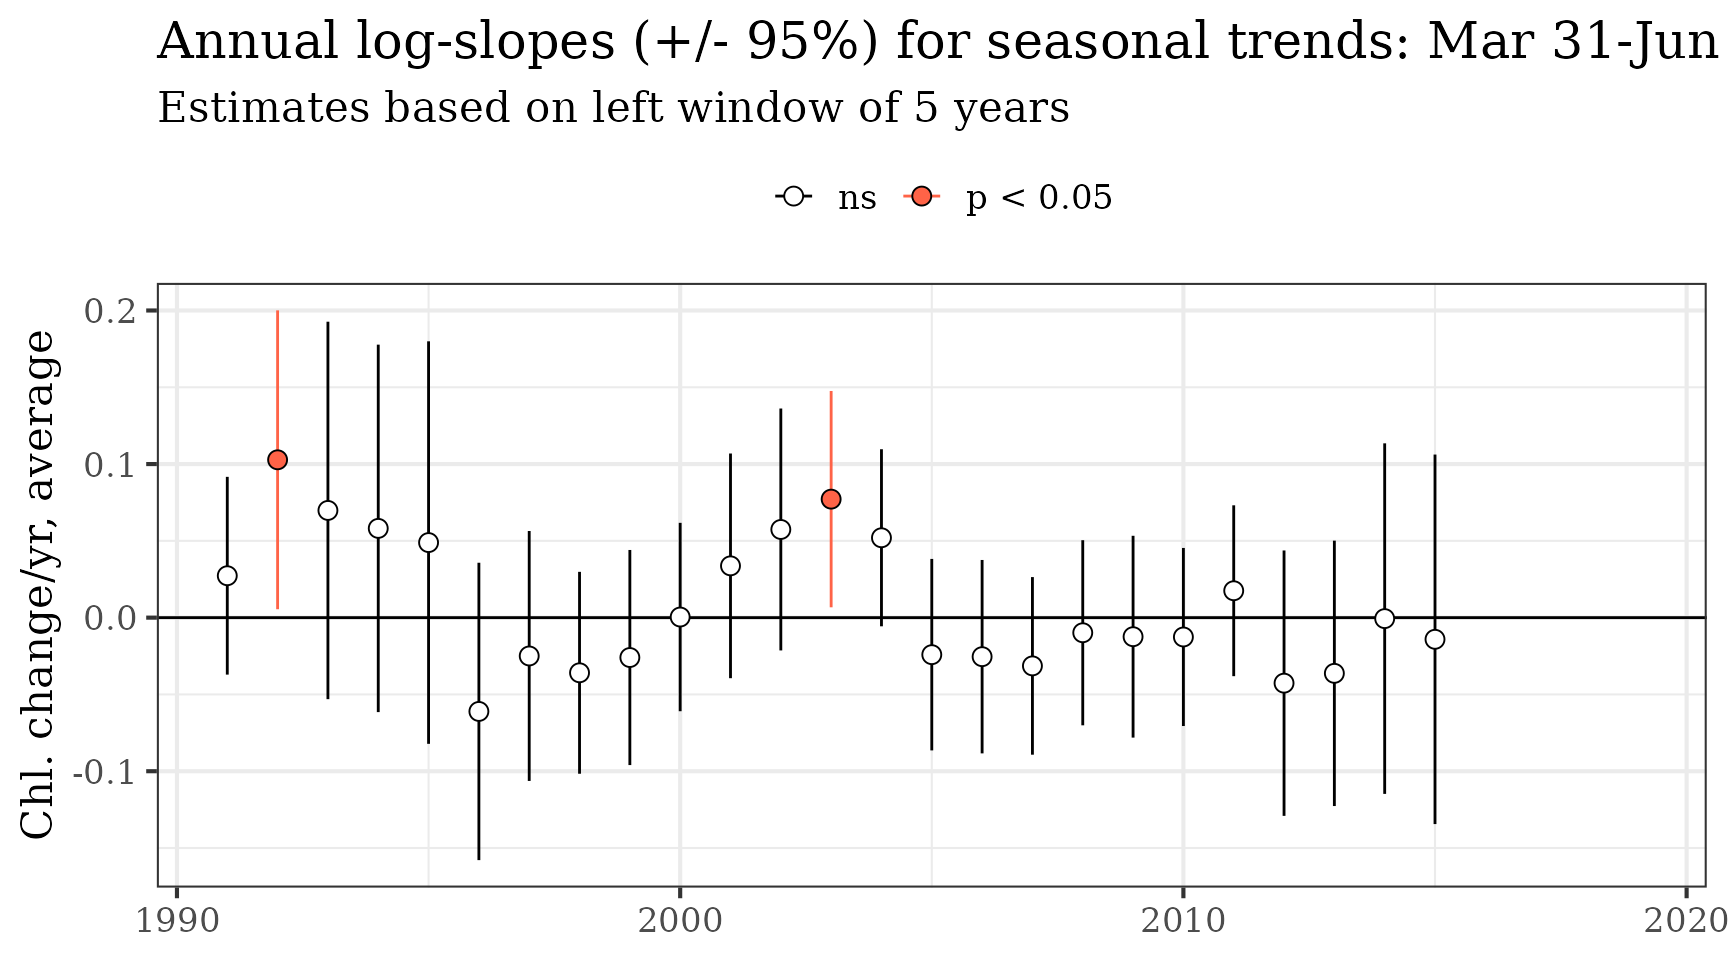 Annual log-slopes (+/- 95%) for seasonal trends: Mar 31-Jun
Estimates based on left window of 5 years
ns p < 0.05
Chl. change/yr, average
0.2
0.1
0.0
-0.1
1990 2000 2010 2020